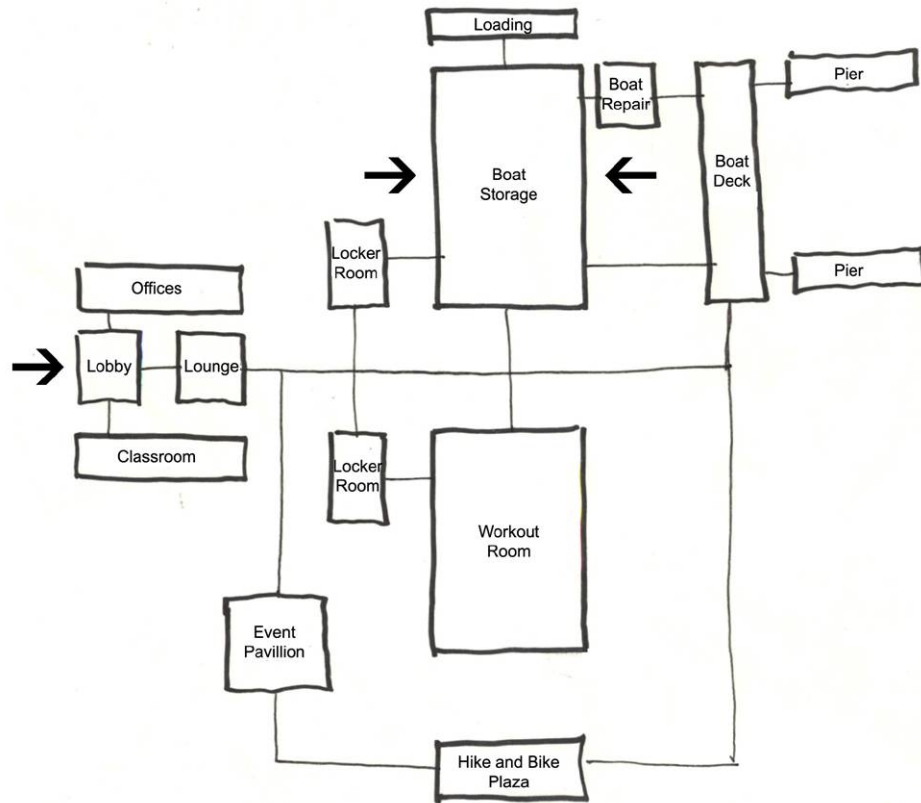 Loading
Boat
Repair
Pier
Boat
Storage
Boat
Deck
Locker
Room
Pier
Offices
Lobby
Lounge
Classroom
Locker
Room
Workout
Room
Event
Pavillion
Hike and Bike
Plaza